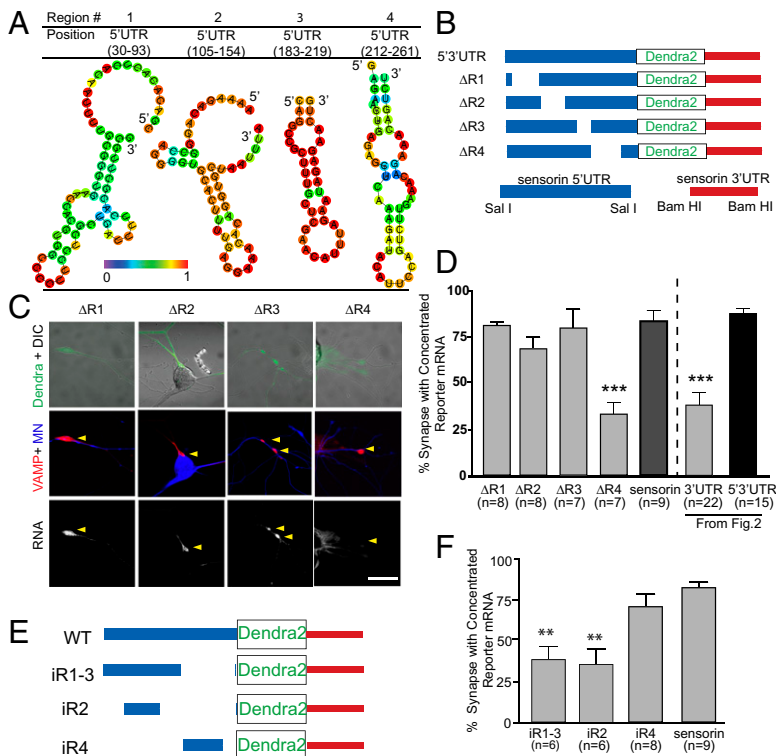 A
Region # 1 2 3 4
Position 5'UTR 5'UTR 5'UTR 5'UTR
(30-93) (105-154) (183-219) (212-261)
5' 3'
5' 3'
5' 3'
5' 3'
0 1
B
5'3'UTR Dendra2
ΔR1 Dendra2
ΔR2 Dendra2
ΔR3 Dendra2
ΔR4 Dendra2
sensorin 5'UTR sensorin 3'UTR
Sal I Sal I Bam HI Bam HI
C
ΔR1 ΔR2 ΔR3 ΔR4
Dendra + DIC
VAMP+ MN
RNA
D
% Synapse with Concentrated
Reporter mRNA
100
75
50
25
0
*** ***
ΔR1 ΔR2 ΔR3 ΔR4 sensorin 3'UTR 5'3'UTR
(n=8) (n=8) (n=7) (n=7) (n=9) (n=22) (n=15)
From Fig.2
E
WT Dendra2
iR1-3 Dendra2
iR2 Dendra2
iR4 Dendra2
F
% Synapse with Concentrated
Reporter mRNA
100
75
50
25
0
** **
iR1-3 iR2 iR4 sensorin
(n=6) (n=6) (n=8) (n=9)